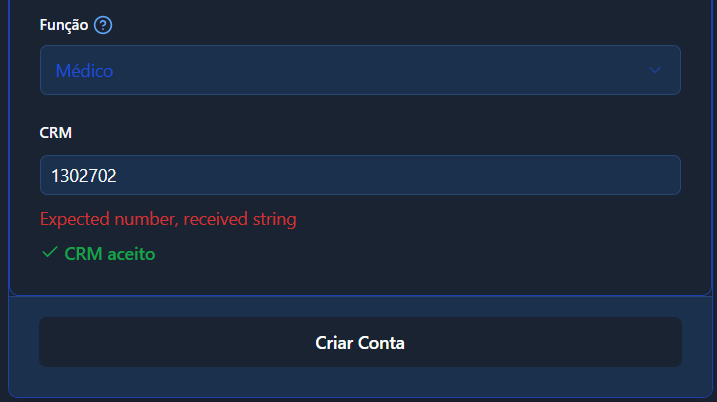 Função
Médico
CRM
1302702
Expected number, received string
CRM aceito
Criar Conta